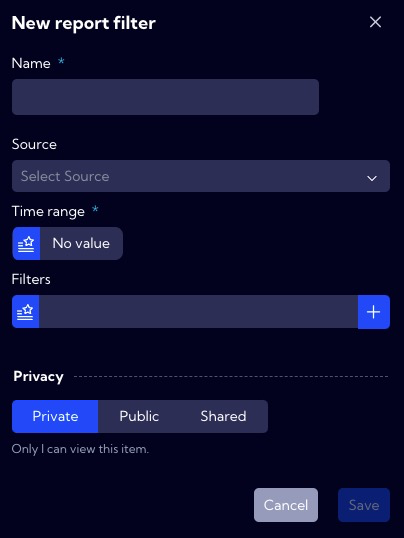 New report filter
Name *
Source
Select Source
Time range *
No value
Filters
Privacy
Private Public Shared
Only I can view this item.
Cancel Save